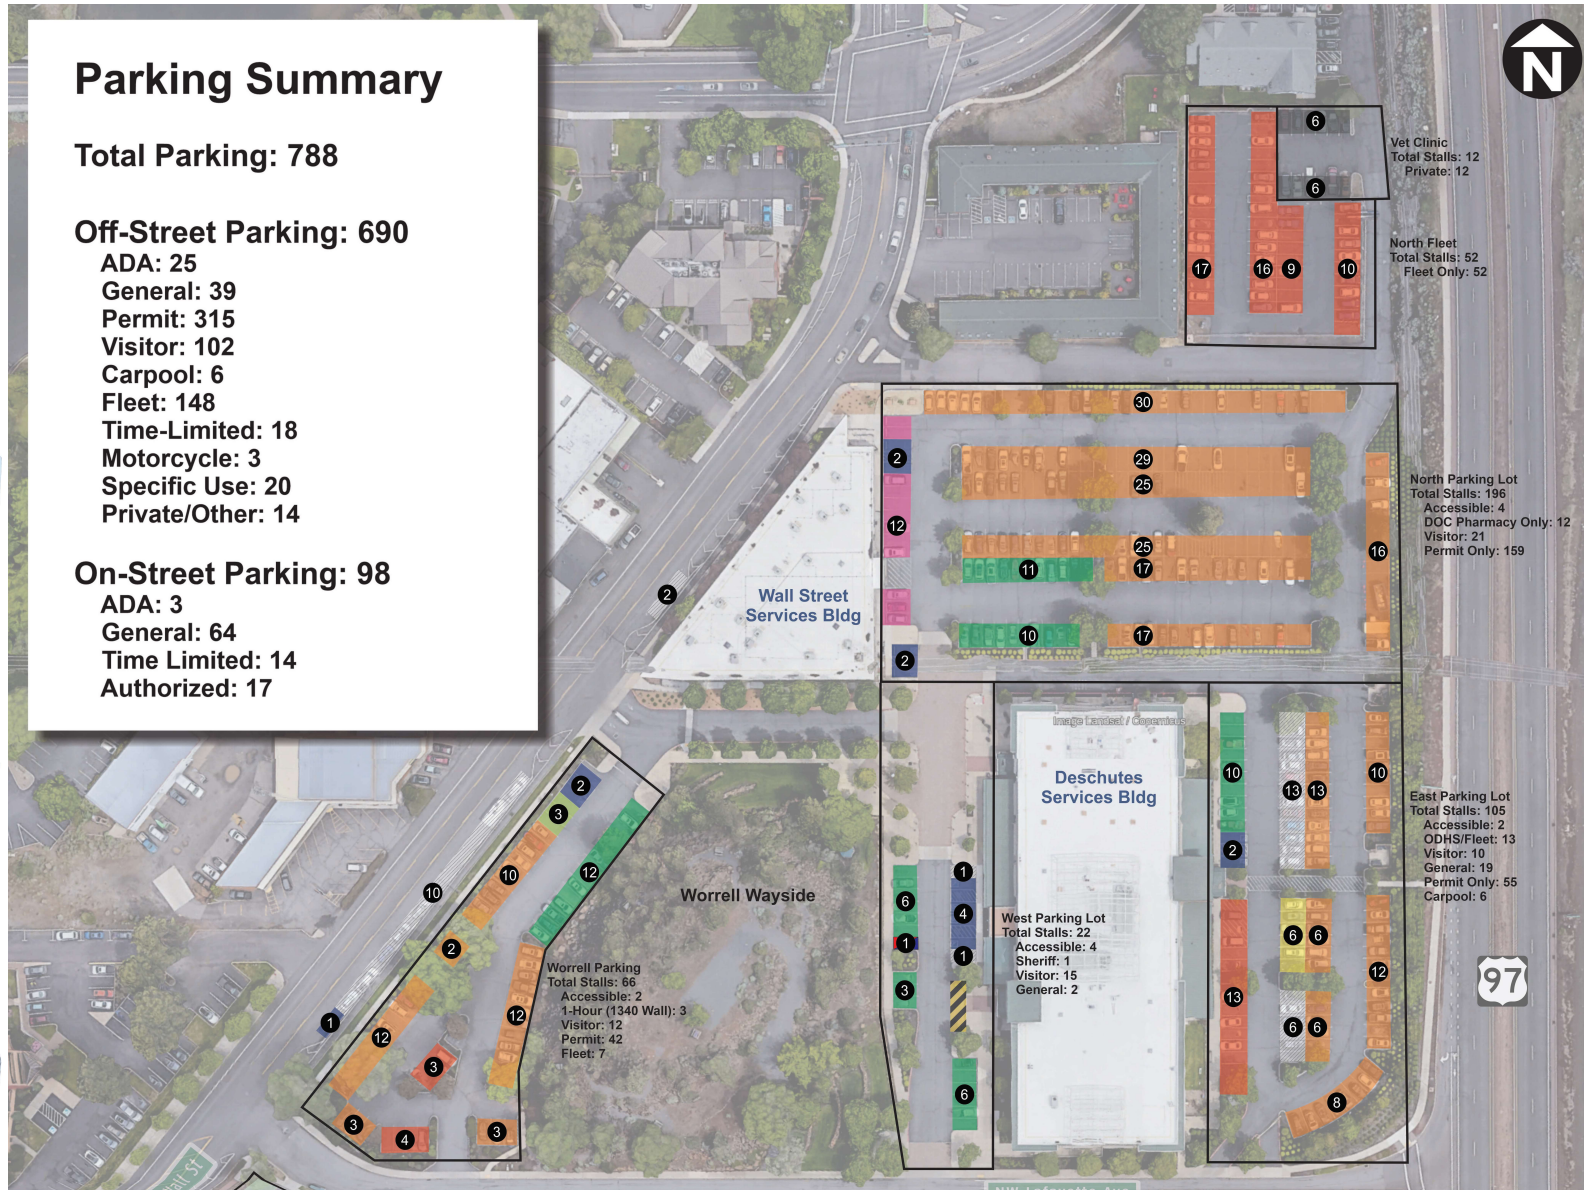 Parking Summary
Total Parking: 788
Off-Street Parking: 690
ADA: 25
General: 39
Permit: 315
Visitor: 102
Carpool: 6
Fleet: 148
Time-Limited: 18
Motorcycle: 3
Specific Use: 20
Private/Other: 14
On-Street Parking: 98
ADA: 3
General: 64
Time Limited: 14
Authorized: 17
N
6
6
Vet Clinic
Total Stalls: 12
Private: 12
17
16
9
10
North Fleet
Total Stalls: 52
Fleet Only: 52
30
2
29
25
12
25
11
17
16
10
17
2
2
North Parking Lot
Total Stalls: 196
Accessible: 4
DOC Pharmacy Only: 12
Visitor: 21
Permit Only: 159
Wall Street
Services Bldg
Image Landsat / Copernicus
Deschutes
Services Bldg
10
13
13
10
2
6
6
12
13
6
6
8
East Parking Lot
Total Stalls: 105
Accessible: 2
ODHS/Fleet: 13
Visitor: 10
General: 19
Permit Only: 55
Carpool: 6
97
2
3
10
12
10
2
1
12
12
3
3
4
3
Worrell Wayside
Worrell Parking
Total Stalls: 66
Accessible: 2
1-Hour (1340 Wall): 3
Visitor: 12
Permit: 42
Fleet: 7
1
6
4
1
1
3
6
West Parking Lot
Total Stalls: 22
Accessible: 4
Sheriff: 1
Visitor: 15
General: 2
NW Lafayette Ave